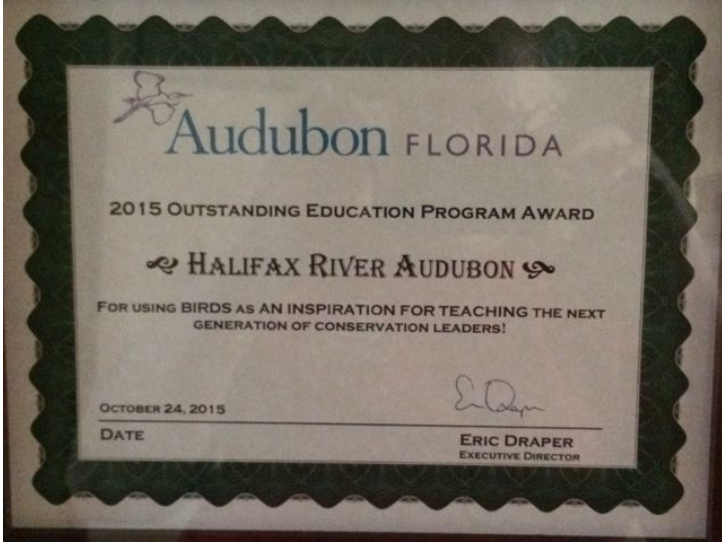 Audubon FLORIDA
2015 OUTSTANDING EDUCATION PROGRAM AWARD
HALIFAX RIVER AUDUBON
FOR USING BIRDS AS AN INSPIRATION FOR TEACHING THE NEXT
GENERATION OF CONSERVATION LEADERS!
OCTOBER 24, 2015
DATE
ERIC DRAPER
EXECUTIVE DIRECTOR